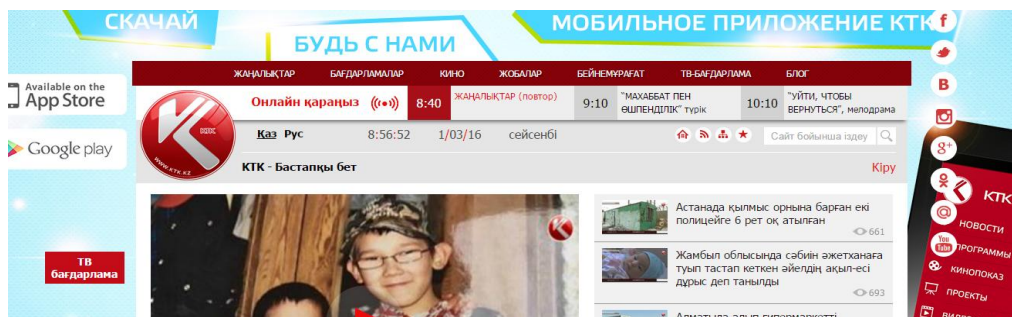 СКАЧАЙ
МОБИЛЬНОЕ ПРИЛОЖЕНИЕ КТК
БУДЬ С НАМИ
ЖАҢАЛЫҚТАР БАҒДАРЛАМАЛАР КИНО ЖОБАЛАР БЕЙНЕМҰРАҒАТ ТВ-БАҒДАРЛАМА БЛОГ
Available on the
App Store
Онлайн қараңыз 8:40 ЖАҢАЛЫҚТАР (повтор) 9:10 "МАХАББАТ ПЕН ӨШПЕНДІЛІК" түрік 10:10 "УЙТИ, ЧТОБЫ ВЕРНУТЬСЯ", мелодрама
Қаз Рус 8:56:52 1/03/16 сейсенбі Сайт бойынша іздеу
Google play
WWW.KTK.KZ
КТК - Бастапқы бет Кіру
Астанада қылмыс орнына барған екі
полицейге 6 рет оқ атылған
661
Жамбыл облысында сәбин әжетханаға
туып тастап кеткен әйелдің ақыл-есі
дұрыс деп танылды
693
ТВ
бағдарлама
КТК
НОВОСТИ
ПРОГРАММЫ
КИНОПОКАЗ
ПРОЕКТЫ
You
Tube